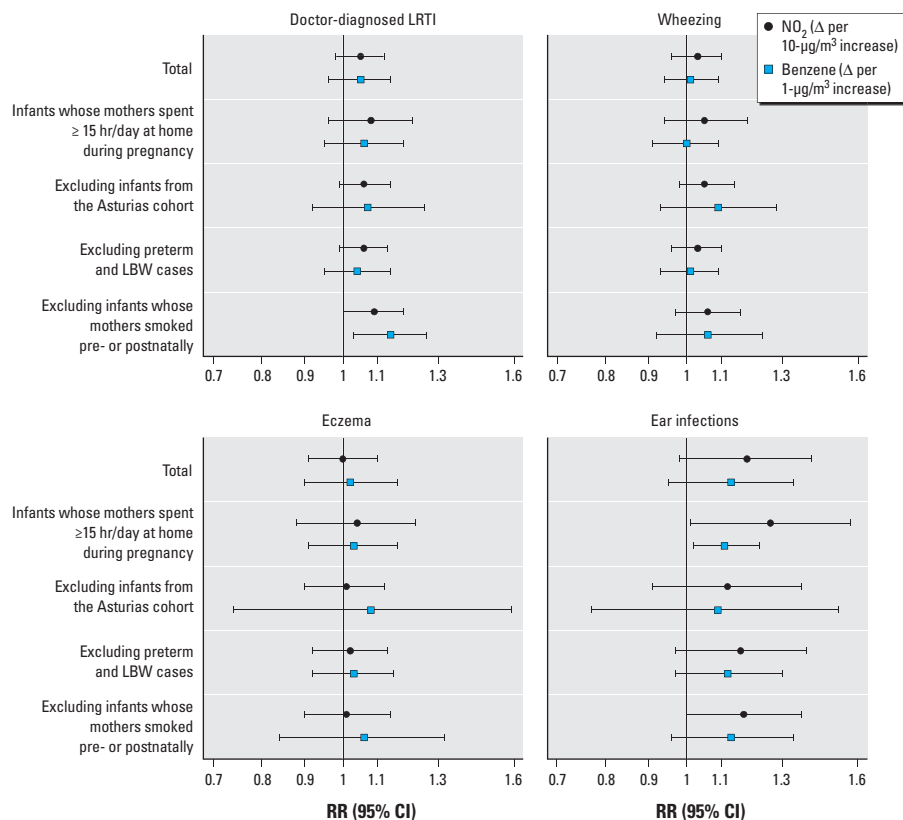 Doctor-diagnosed LRTI
Wheezing
NO₂ (Δ per
10-µg/m³ increase)
Benzene (Δ per
1-µg/m³ increase)
Total
Infants whose mothers spent
≥ 15 hr/day at home
during pregnancy
Excluding infants from
the Asturias cohort
Excluding preterm
and LBW cases
Excluding infants whose
mothers smoked
pre- or postnatally
0.7 0.8 0.9 1 1.1 1.3 1.6
0.7 0.8 0.9 1 1.1 1.3 1.6
Eczema
Ear infections
Total
Infants whose mothers spent
≥15 hr/day at home
during pregnancy
Excluding infants from
the Asturias cohort
Excluding preterm
and LBW cases
Excluding infants whose
mothers smoked
pre- or postnatally
0.7 0.8 0.9 1 1.1 1.3 1.6
0.7 0.8 0.9 1 1.1 1.3 1.6
RR (95% CI)
RR (95% CI)